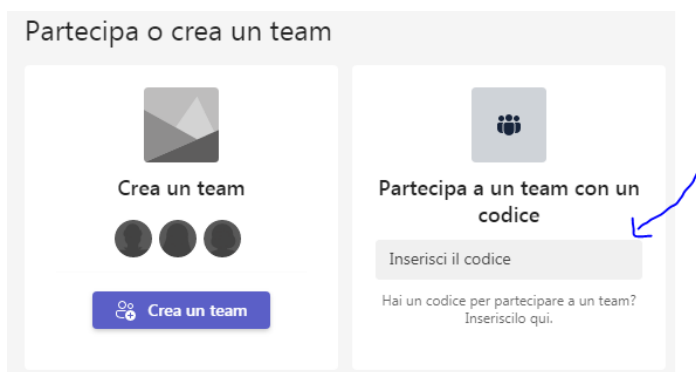 Partecipa o crea un team
Crea un team
Crea un team
Partecipa a un team con un
codice
Inserisci il codice
Hai un codice per partecipare a un team?
Inseriscilo qui.